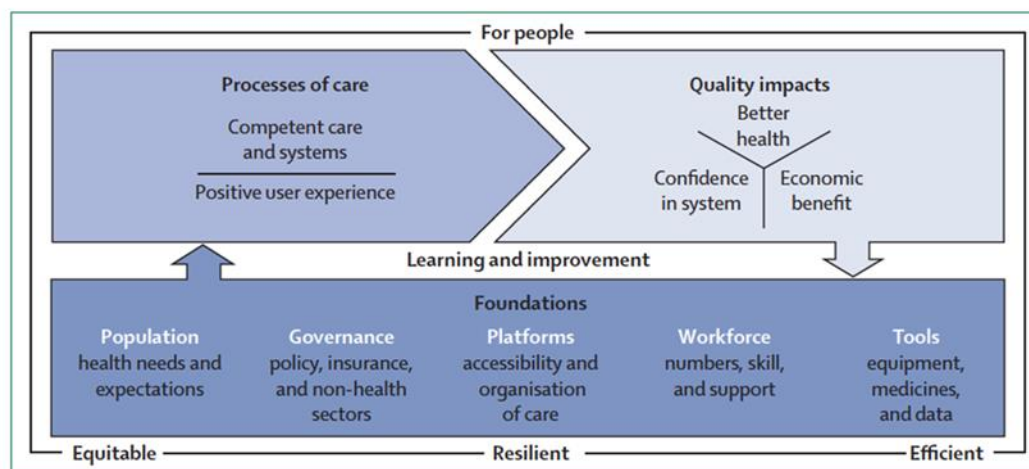 For people
Processes of care
Competent care
and systems
Positive user experience
Quality impacts
Better
health
Confidence
in system
Economic
benefit
Learning and improvement
Foundations
Population
health needs and
expectations
Governance
policy, insurance,
and non-health
sectors
Platforms
accessibility and
organisation
of care
Workforce
numbers, skill,
and support
Tools
equipment,
medicines,
and data
Equitable
Resilient
Efficient